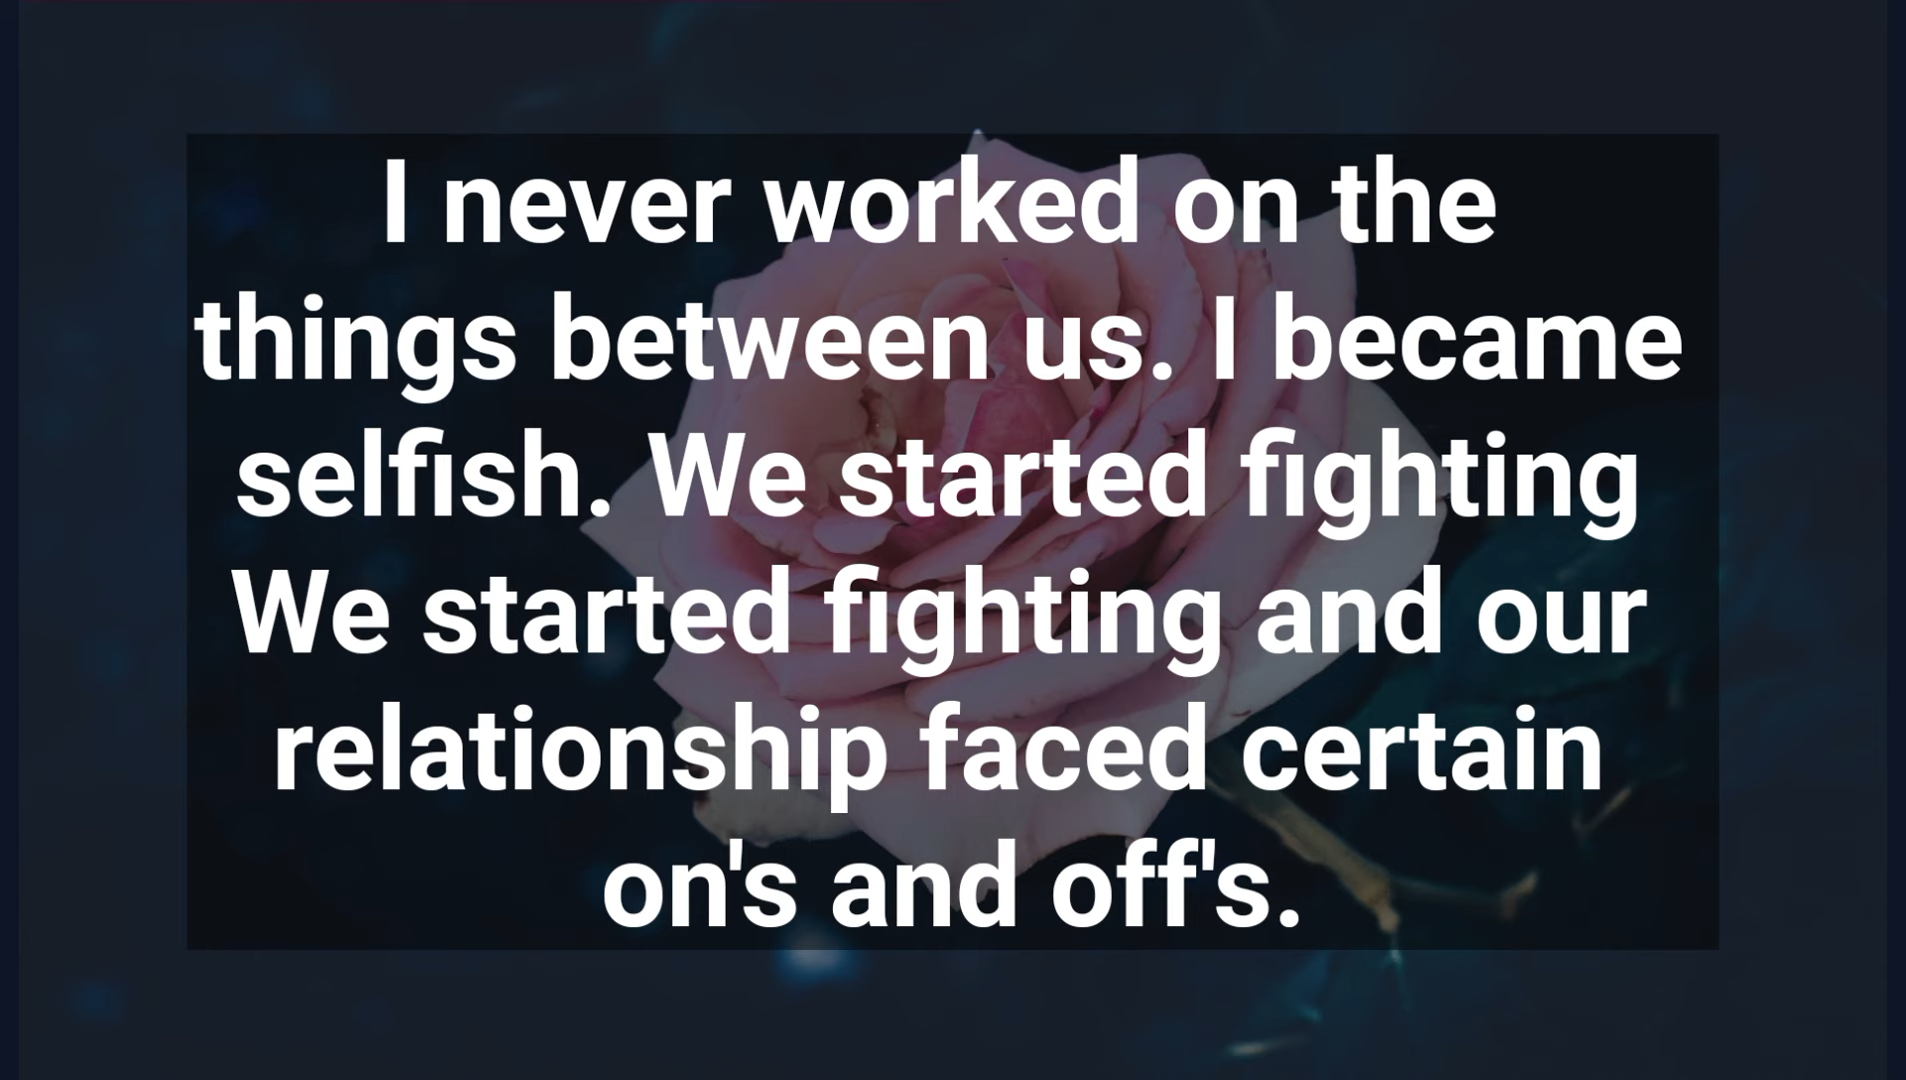 I never worked on the
things between us. I became
selfish. We started fighting
We started fighting and our
relationship faced certain
on's and off's.